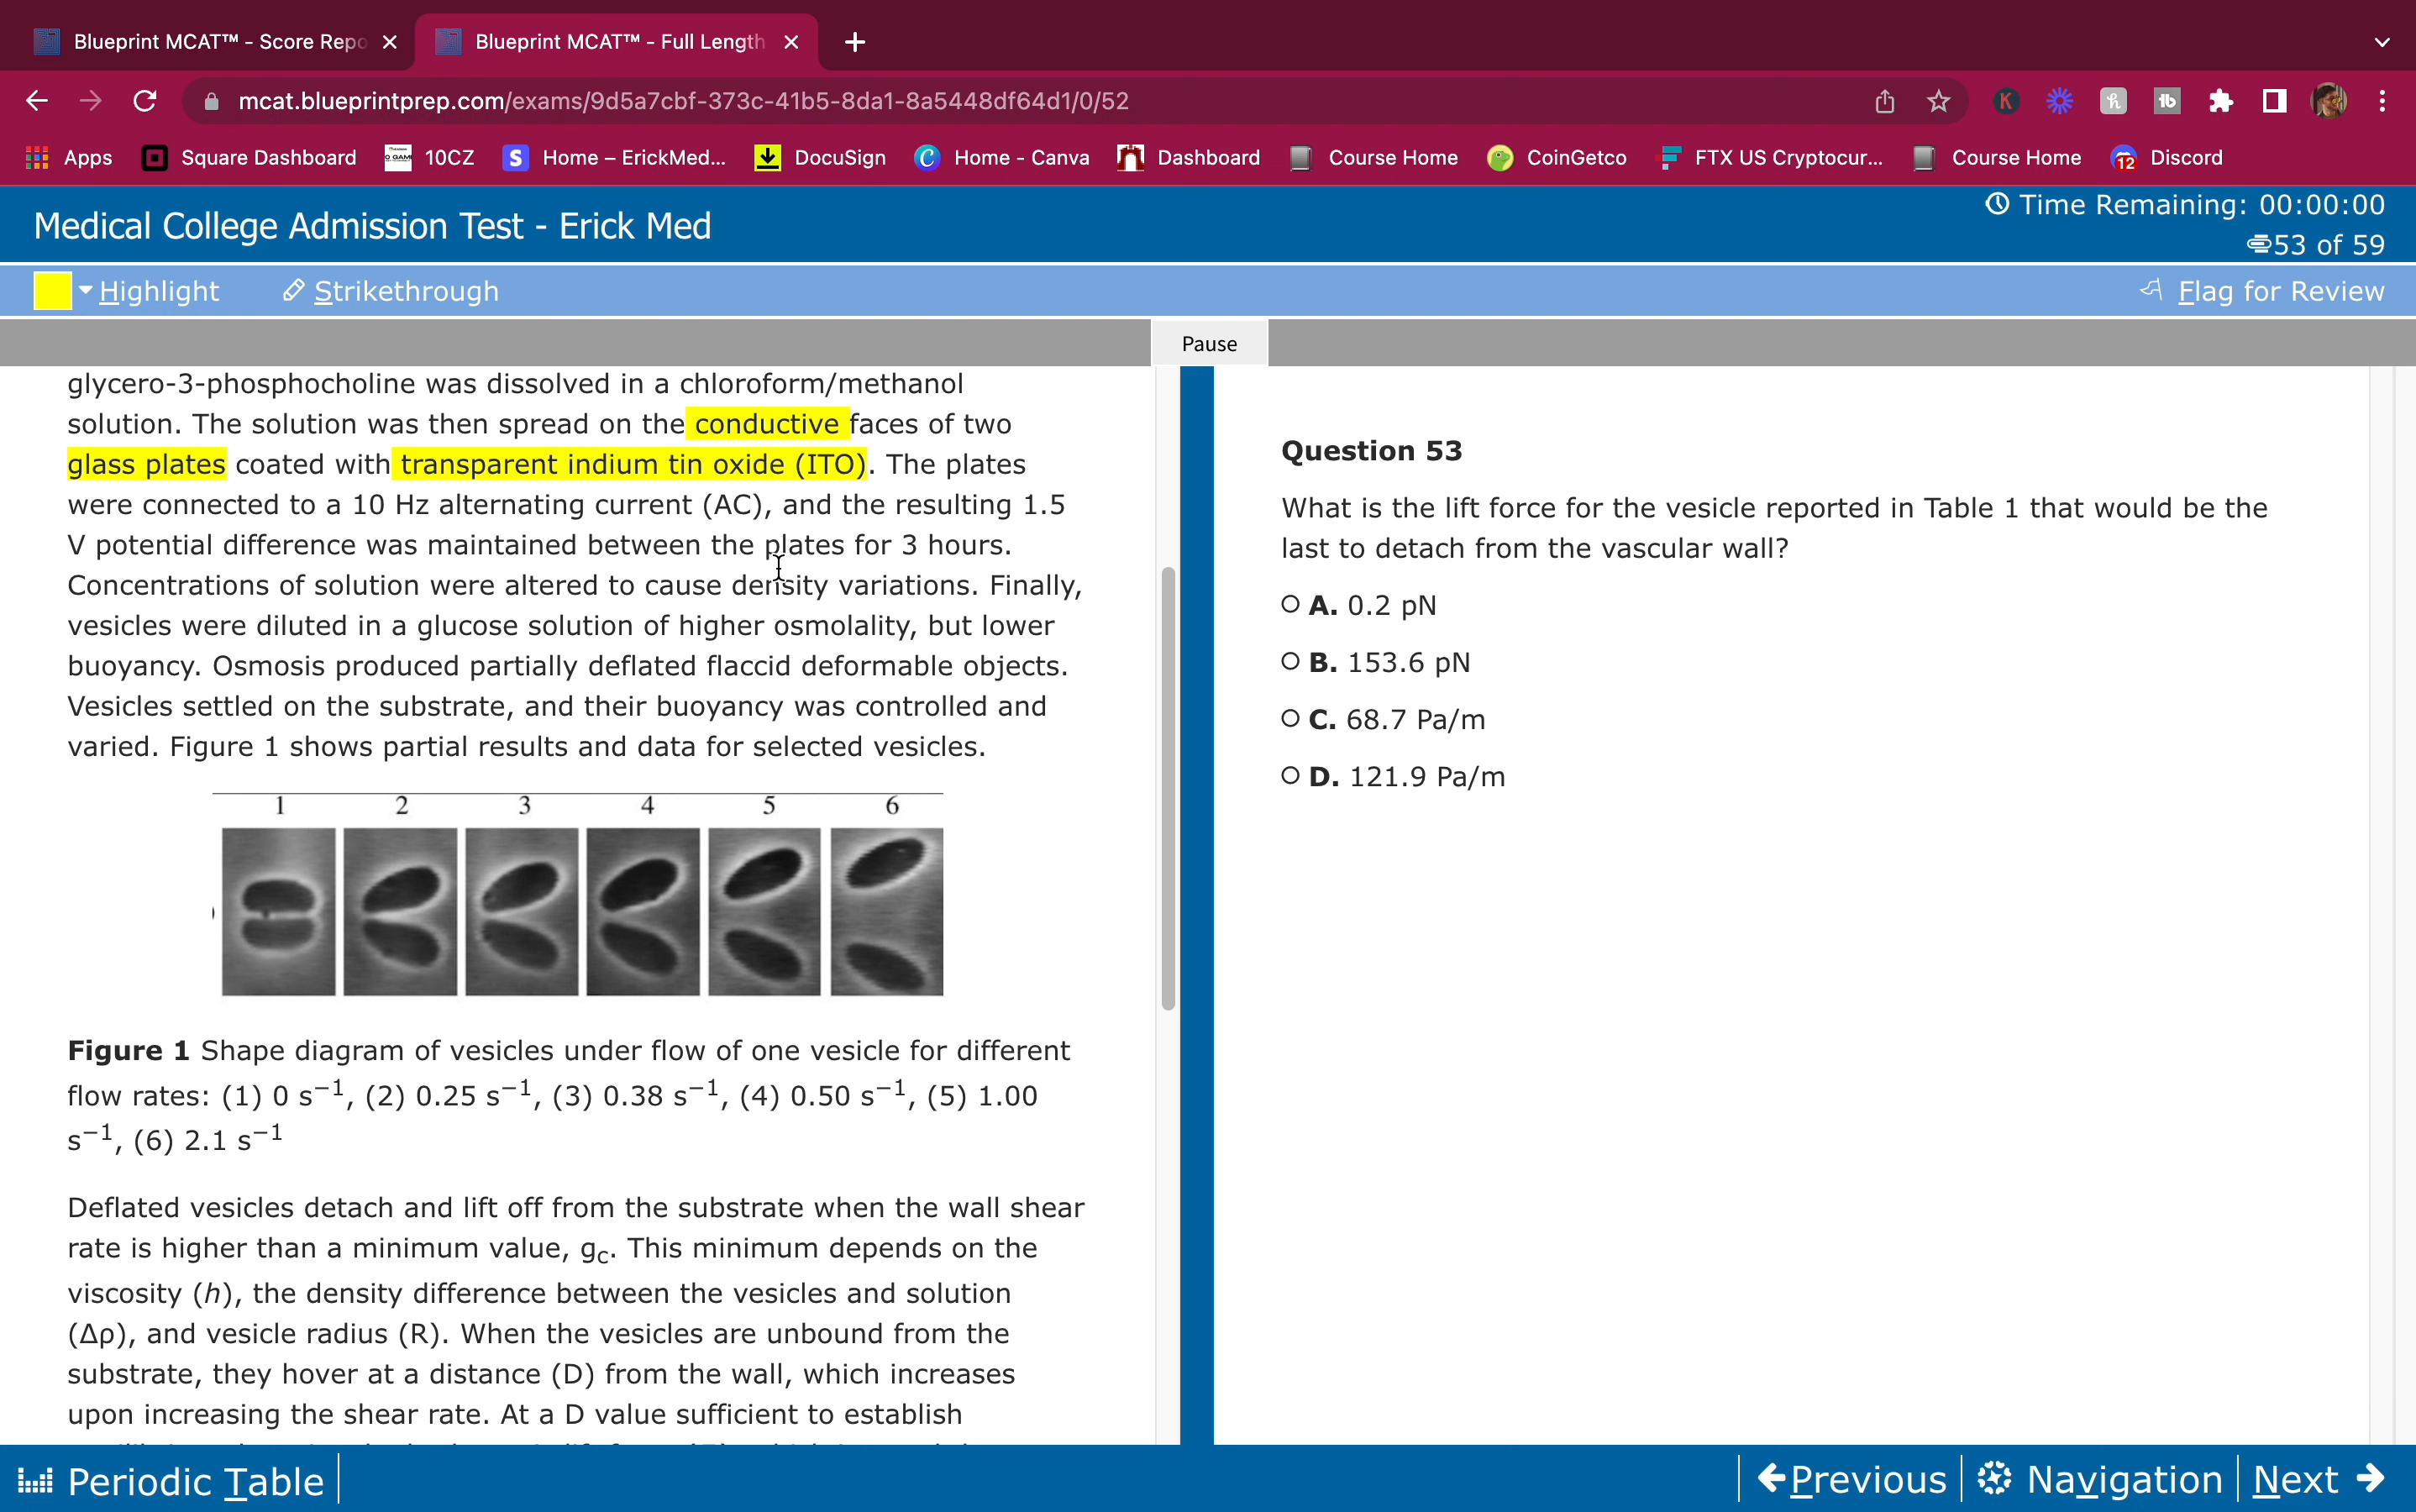 Blueprint MCAT™ - Score Repo
Blueprint MCAT™ - Full Length
mcat.blueprintprep.com/exams/9d5a7cbf-373c-41b5-8da1-8a5448df64d1/0/52
Apps
Square Dashboard
10CZ
Home – ErickMed...
DocuSign
Home - Canva
Dashboard
Course Home
CoinGetco
FTX US Cryptocur...
Course Home
12
Discord
Medical College Admission Test - Erick Med
Time Remaining: 00:00:00
53 of 59
Highlight
Strikethrough
Flag for Review
Pause
glycero-3-phosphocholine was dissolved in a chloroform/methanol
solution. The solution was then spread on the conductive faces of two
glass plates coated with transparent indium tin oxide (ITO). The plates
were connected to a 10 Hz alternating current (AC), and the resulting 1.5
V potential difference was maintained between the plates for 3 hours.
Concentrations of solution were altered to cause density variations. Finally,
vesicles were diluted in a glucose solution of higher osmolality, but lower
buoyancy. Osmosis produced partially deflated flaccid deformable objects.
Vesicles settled on the substrate, and their buoyancy was controlled and
varied. Figure 1 shows partial results and data for selected vesicles.
1 2 3 4 5 6
Figure 1 Shape diagram of vesicles under flow of one vesicle for different
flow rates: (1) 0 s⁻¹, (2) 0.25 s⁻¹, (3) 0.38 s⁻¹, (4) 0.50 s⁻¹, (5) 1.00
s⁻¹, (6) 2.1 s⁻¹
Deflated vesicles detach and lift off from the substrate when the wall shear
rate is higher than a minimum value, gc. This minimum depends on the
viscosity (h), the density difference between the vesicles and solution
(Δρ), and vesicle radius (R). When the vesicles are unbound from the
substrate, they hover at a distance (D) from the wall, which increases
upon increasing the shear rate. At a D value sufficient to establish
Question 53
What is the lift force for the vesicle reported in Table 1 that would be the
last to detach from the vascular wall?
A. 0.2 pN
B. 153.6 pN
C. 68.7 Pa/m
D. 121.9 Pa/m
Periodic Table
Previous
Navigation
Next